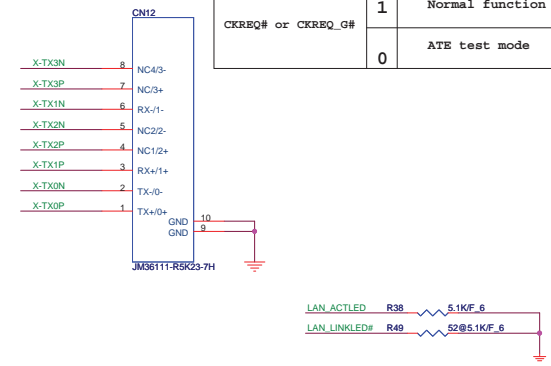 CN12
CKREQ# or CKREQ_G#
1 Normal function
0 ATE test mode
X-TX3N 8 NC4/3-
X-TX3P 7 NC/3+
X-TX1N 6 RX-/1-
X-TX2N 5 NC2/2-
X-TX2P 4 NC1/2+
X-TX1P 3 RX+/1+
X-TX0N 2 TX-/0-
X-TX0P 1 TX+/0+
GND 10
GND 9
JM36111-R5K23-7H
LAN_ACTLED R38 5.1K/F_6
LAN_LINKLED# R49 52@5.1K/F_6